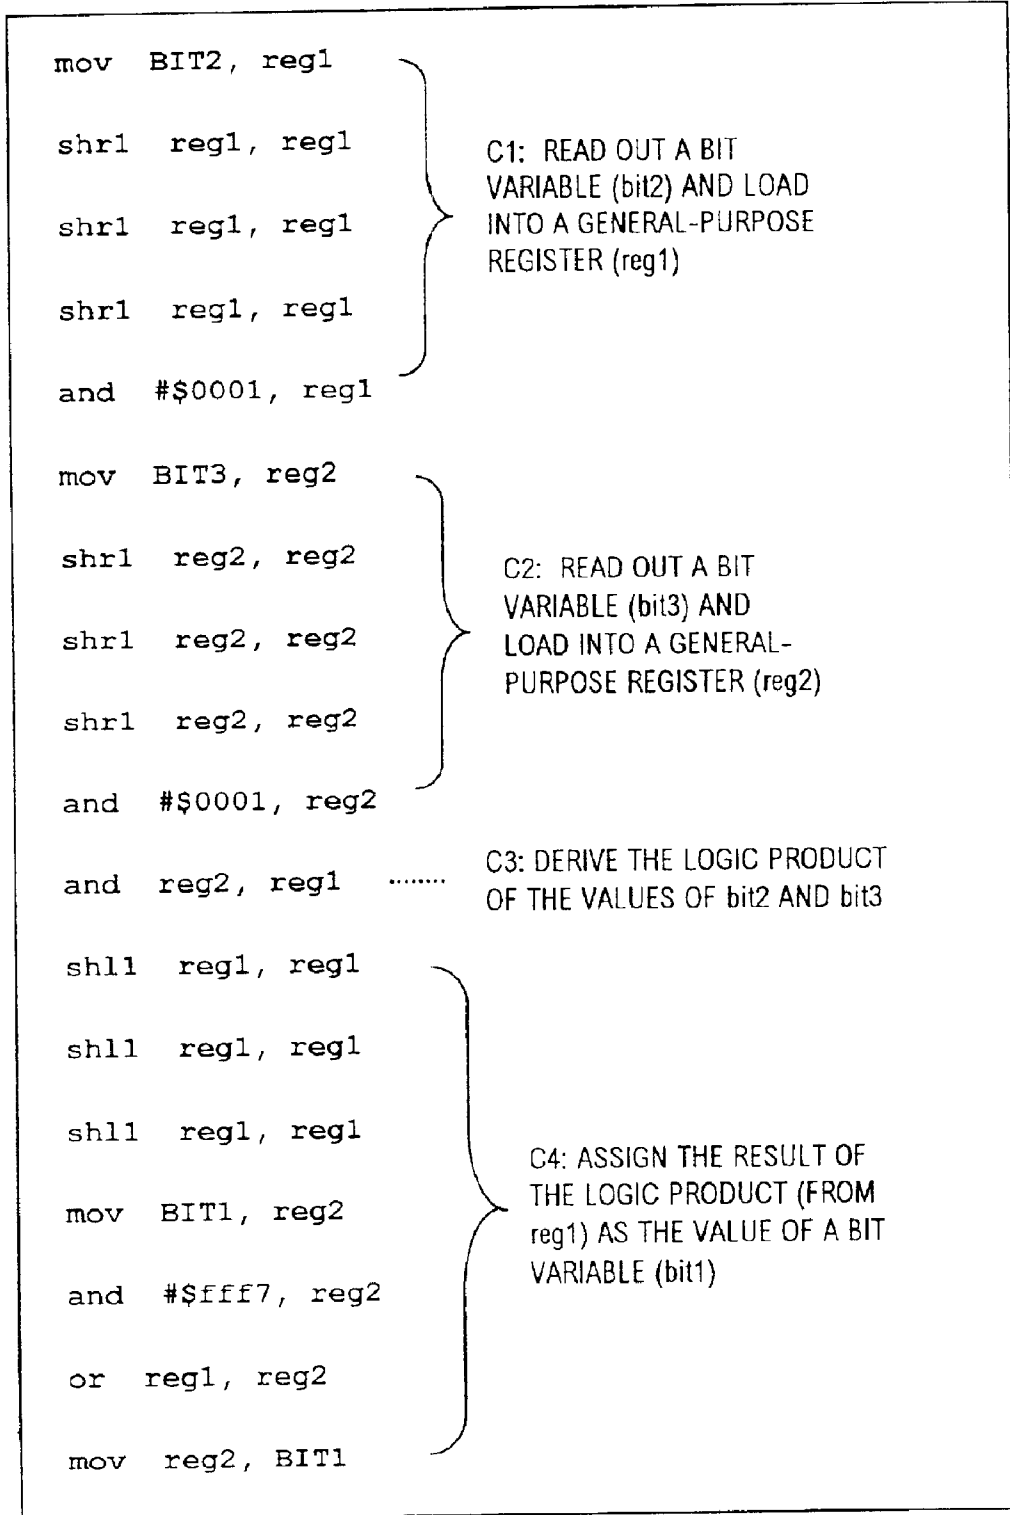 mov BIT2, reg1
shr1 reg1, reg1
shr1 reg1, reg1
shr1 reg1, reg1
and #$0001, reg1
C1: READ OUT A BIT
VARIABLE (bit2) AND LOAD
INTO A GENERAL-PURPOSE
REGISTER (reg1)
mov BIT3, reg2
shr1 reg2, reg2
shr1 reg2, reg2
shr1 reg2, reg2
and #$0001, reg2
C2: READ OUT A BIT
VARIABLE (bit3) AND
LOAD INTO A GENERAL-
PURPOSE REGISTER (reg2)
and reg2, reg1 ........
C3: DERIVE THE LOGIC PRODUCT
OF THE VALUES OF bit2 AND bit3
shl1 reg1, reg1
shl1 reg1, reg1
shl1 reg1, reg1
mov BIT1, reg2
and #$fff7, reg2
or reg1, reg2
mov reg2, BIT1
C4: ASSIGN THE RESULT OF
THE LOGIC PRODUCT (FROM
reg1) AS THE VALUE OF A BIT
VARIABLE (bit1)